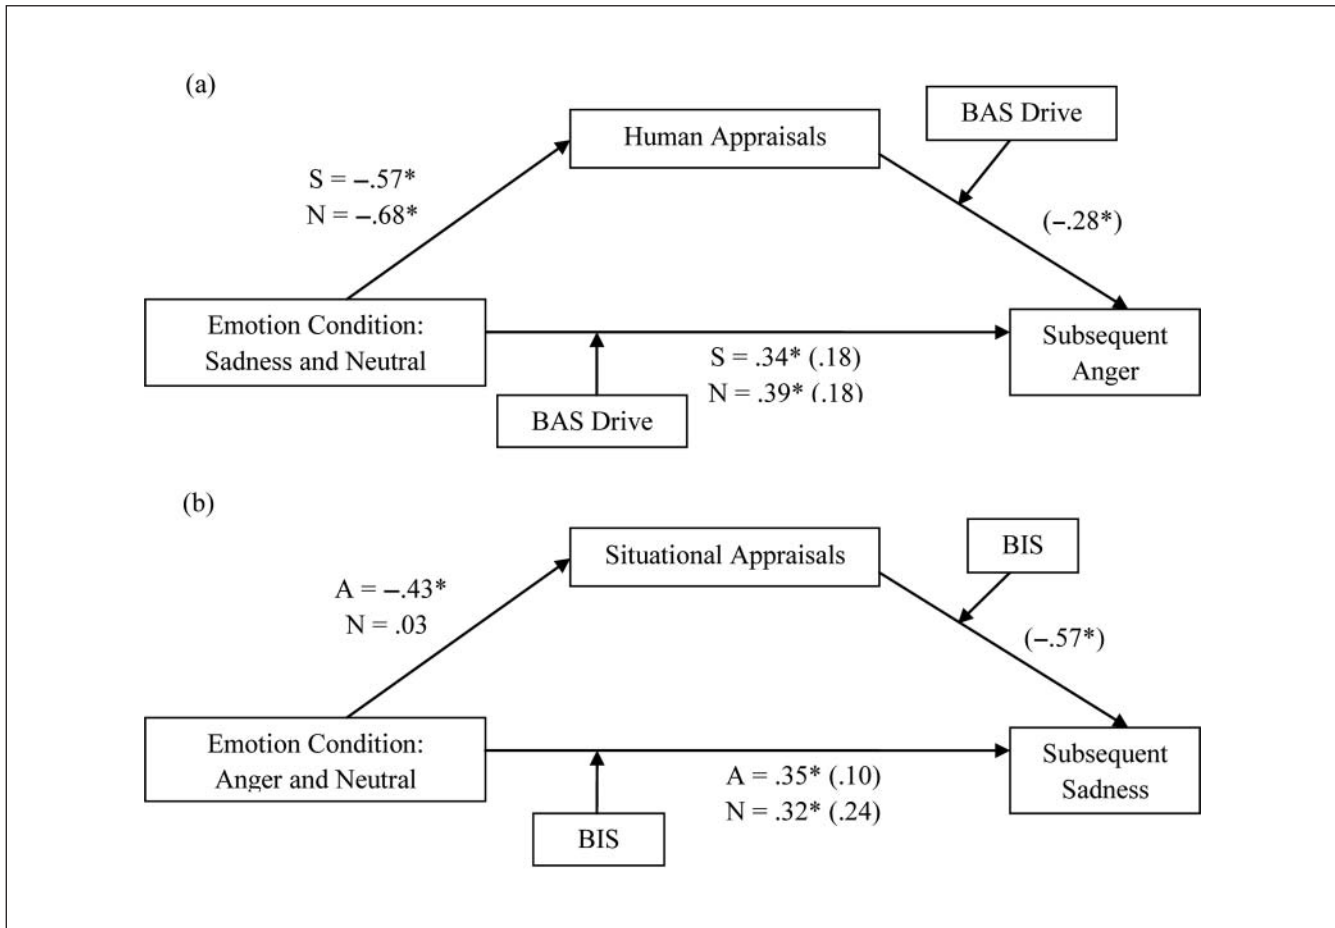 (a)
BAS Drive
Human Appraisals
S = –.57*
N = –.68*
(-.28*)
Emotion Condition:
Sadness and Neutral
S = .34* (.18)
N = .39* (.18)
Subsequent
Anger
BAS Drive
(b)
BIS
Situational Appraisals
A = –.43*
N = .03
(–.57*)
Emotion Condition:
Anger and Neutral
A = .35* (.10)
N = .32* (.24)
Subsequent
Sadness
BIS